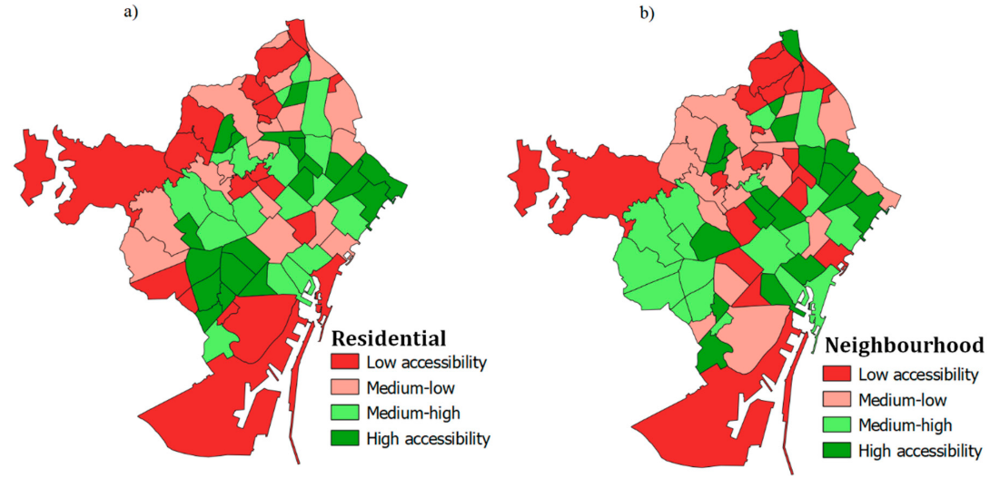 a)
b)
Residential
Low accessibility
Medium-low
Medium-high
High accessibility
Neighbourhood
Low accessibility
Medium-low
Medium-high
High accessibility